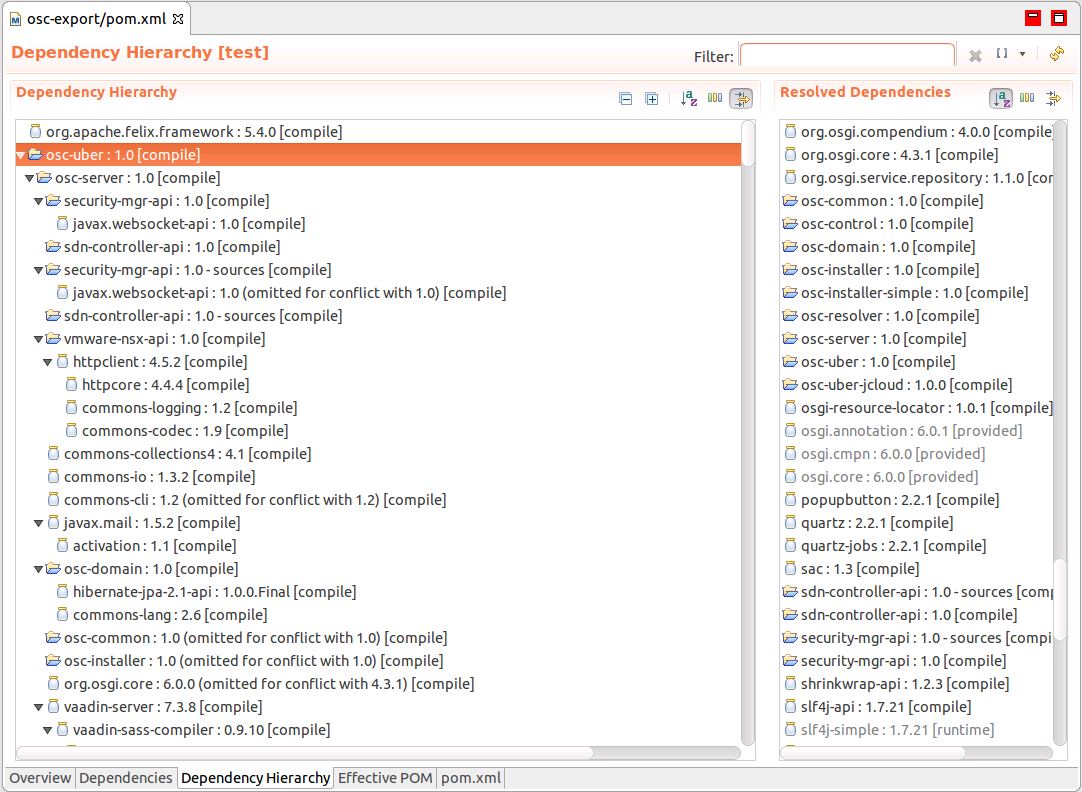 osc-export/pom.xml
Dependency Hierarchy [test]
Filter:
Dependency Hierarchy
org.apache.felix.framework : 5.4.0 [compile]
osc-uber : 1.0 [compile]
osc-server : 1.0 [compile]
security-mgr-api : 1.0 [compile]
javax.websocket-api : 1.0 [compile]
sdn-controller-api : 1.0 [compile]
security-mgr-api : 1.0 - sources [compile]
javax.websocket-api : 1.0 (omitted for conflict with 1.0) [compile]
sdn-controller-api : 1.0 - sources [compile]
vmware-nsx-api : 1.0 [compile]
httpclient : 4.5.2 [compile]
httpcore : 4.4.4 [compile]
commons-logging : 1.2 [compile]
commons-codec : 1.9 [compile]
commons-collections4 : 4.1 [compile]
commons-io : 1.3.2 [compile]
commons-cli : 1.2 (omitted for conflict with 1.2) [compile]
javax.mail : 1.5.2 [compile]
activation : 1.1 [compile]
osc-domain : 1.0 [compile]
hibernate-jpa-2.1-api : 1.0.0.Final [compile]
commons-lang : 2.6 [compile]
osc-common : 1.0 (omitted for conflict with 1.0) [compile]
osc-installer : 1.0 (omitted for conflict with 1.0) [compile]
org.osgi.core : 6.0.0 (omitted for conflict with 4.3.1) [compile]
vaadin-server : 7.3.8 [compile]
vaadin-sass-compiler : 0.9.10 [compile]
Resolved Dependencies
org.osgi.compendium : 4.0.0 [compile]
org.osgi.core : 4.3.1 [compile]
org.osgi.service.repository : 1.1.0 [cor
osc-common : 1.0 [compile]
osc-control : 1.0 [compile]
osc-domain : 1.0 [compile]
osc-installer : 1.0 [compile]
osc-installer-simple : 1.0 [compile]
osc-resolver : 1.0 [compile]
osc-server : 1.0 [compile]
osc-uber : 1.0 [compile]
osc-uber-jcloud : 1.0.0 [compile]
osgi-resource-locator : 1.0.1 [compile]
osgi.annotation : 6.0.1 [provided]
osgi.cmpn : 6.0.0 [provided]
osgi.core : 6.0.0 [provided]
popupbutton : 2.2.1 [compile]
quartz : 2.2.1 [compile]
quartz-jobs : 2.2.1 [compile]
sac : 1.3 [compile]
sdn-controller-api : 1.0 - sources [comp
sdn-controller-api : 1.0 [compile]
security-mgr-api : 1.0 - sources [compi
security-mgr-api : 1.0 [compile]
shrinkwrap-api : 1.2.3 [compile]
slf4j-api : 1.7.21 [compile]
slf4j-simple : 1.7.21 [runtime]
Overview Dependencies Dependency Hierarchy Effective POM pom.xml